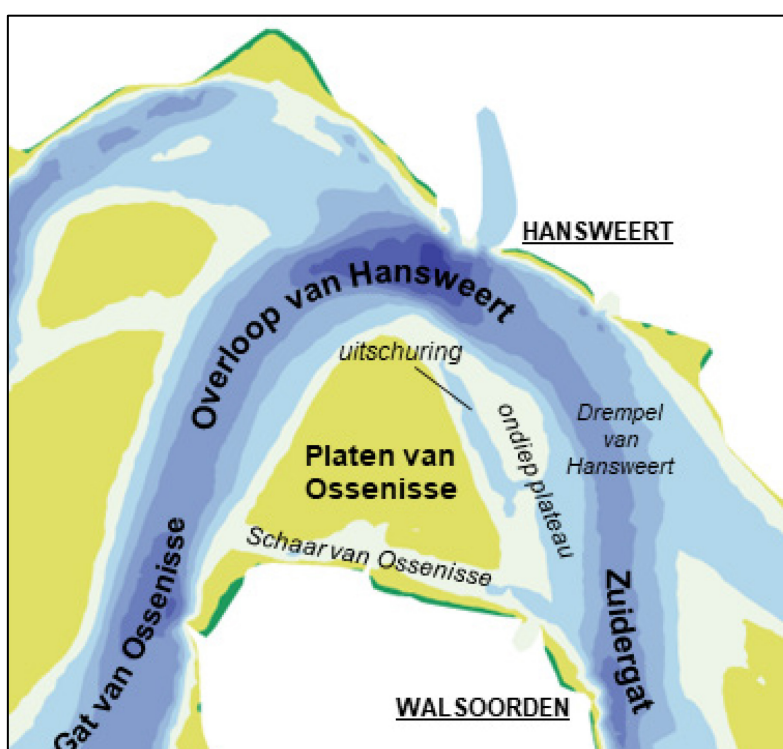 HANSWEERT
Overloop van Hansweert
uitschuring
ondiep plateau
Drempel
van
Hansweert
Platen van
Ossenisse
Schaar van Ossenisse
Gat van Ossenisse
Zuidergat
WALSOORDEN